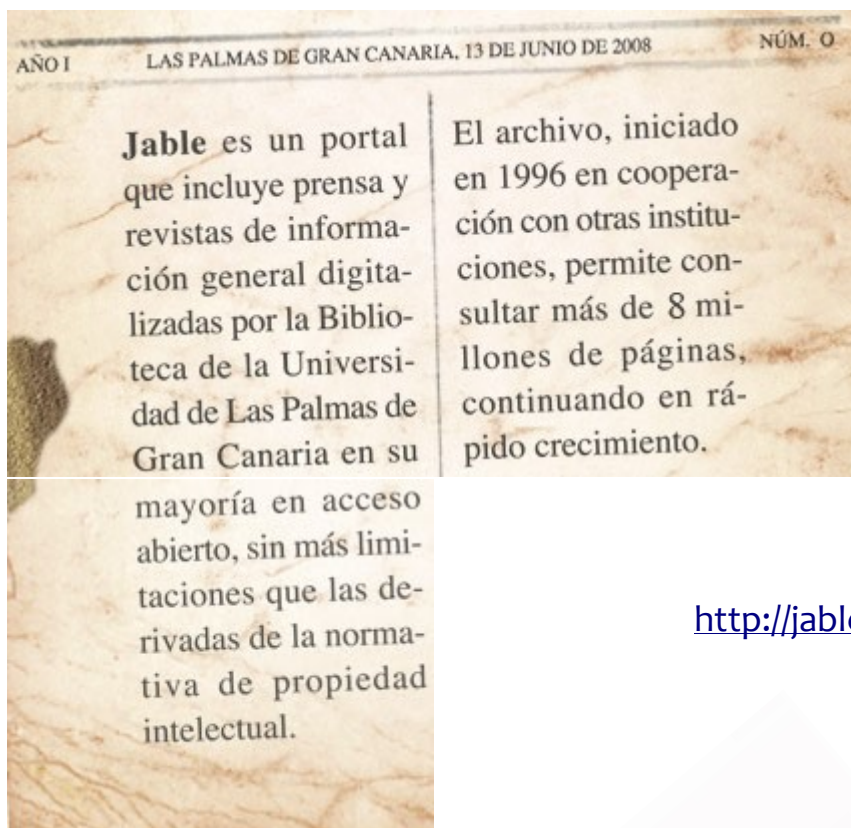 AÑO I LAS PALMAS DE GRAN CANARIA, 13 DE JUNIO DE 2008 NÚM. O
Jable es un portal
que incluye prensa y
revistas de informa-
ción general digita-
lizadas por la Biblio-
teca de la Universi-
dad de Las Palmas de
Gran Canaria en su
mayoría en acceso
abierto, sin más limi-
taciones que las de-
rivadas de la norma-
tiva de propiedad
intelectual.
El archivo, iniciado
en 1996 en coopera-
ción con otras institu-
ciones, permite con-
sultar más de 8 mi-
llones de páginas,
continuando en rá-
pido crecimiento.
http://jabl